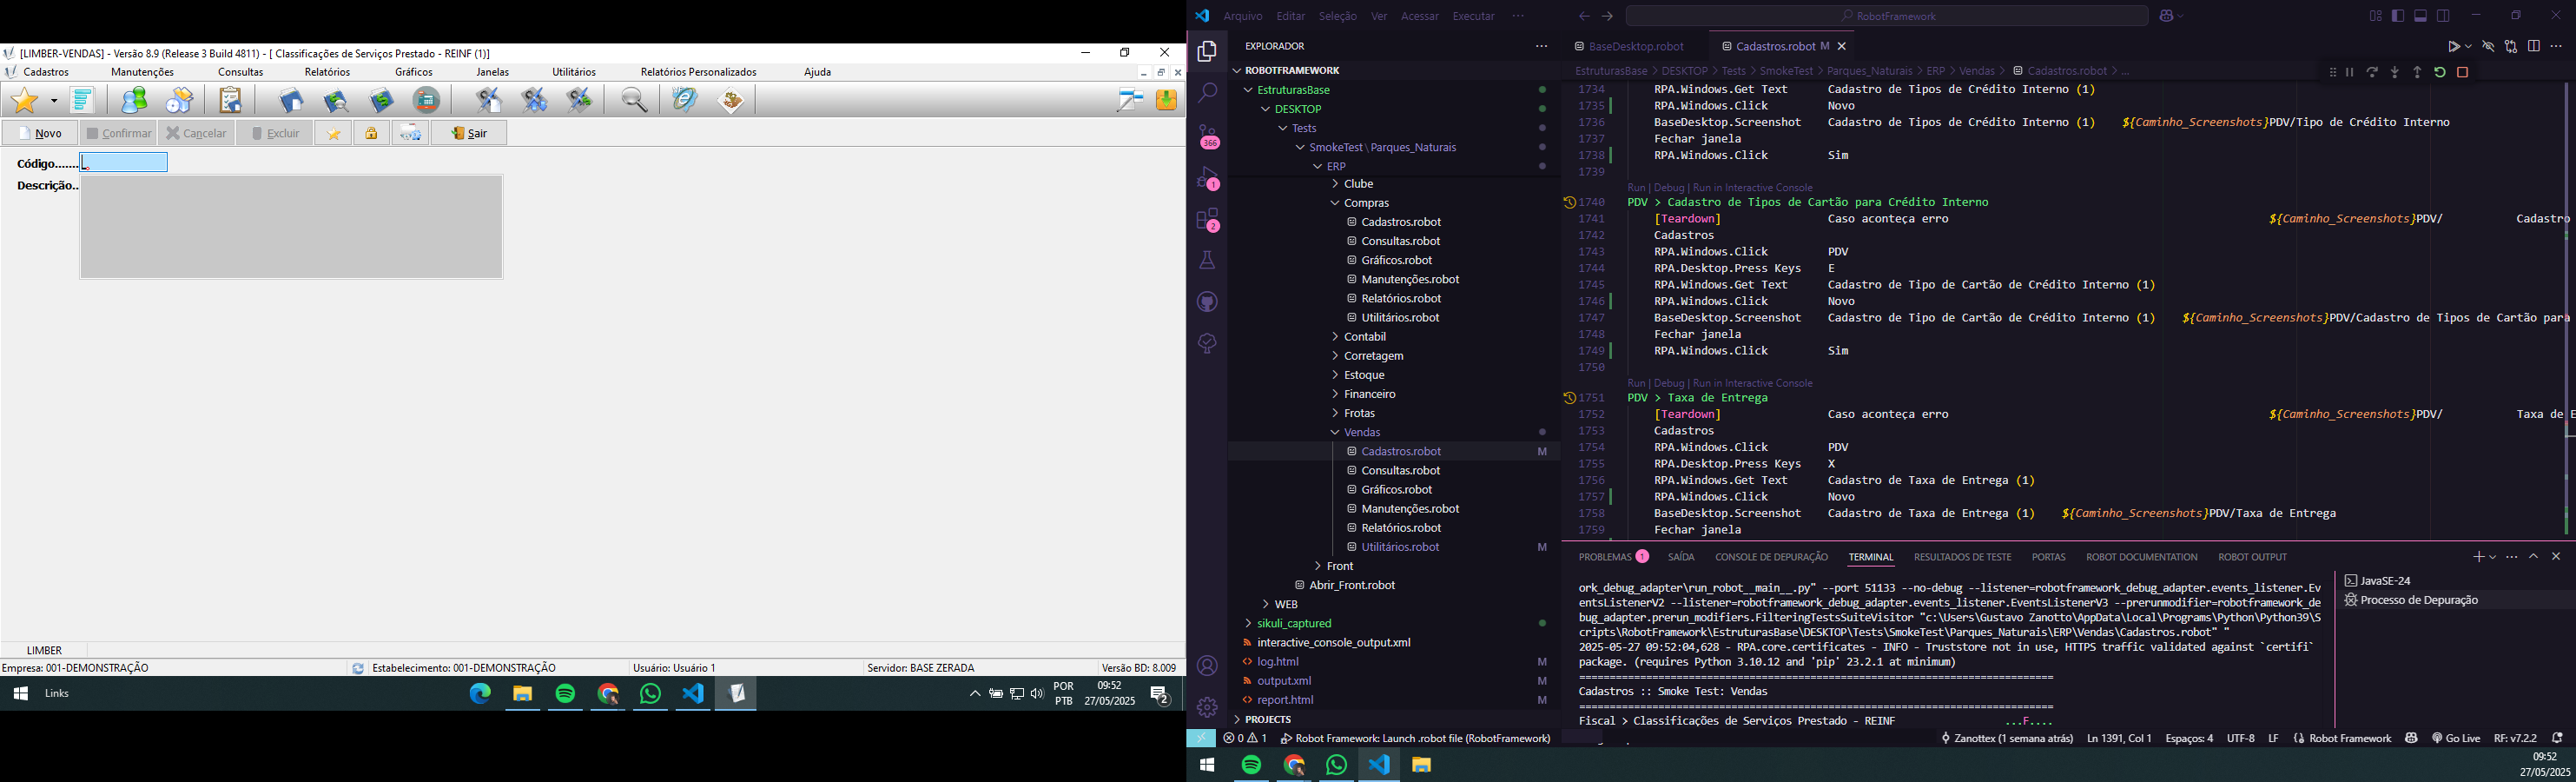 [LIMBER-VENDAS] - Versão 8.9 (Release 3 Build 4811) - [ Classificações de Serviços Prestado - REINF (1)]
Cadastros Manutenções Consultas Relatórios Gráficos Janelas Utilitários Relatórios Personalizados Ajuda
Novo Confirmar Cancelar Excluir Sair
Código.......
Descrição..
LIMBER
Empresa: 001-DEMONSTRAÇÃO Estabelecimento: 001-DEMONSTRAÇÃO Usuário: Usuário 1 Servidor: BASE ZERADA Versão BD: 8.009
Links
POR
PTB
09:52
27/05/2025
2
Arquivo Editar Seleção Ver Acessar Executar ···
RobotFramework
366
1
2
EXPLORADOR
ROBOTFRAMEWORK
EstruturasBase
DESKTOP
Tests
SmokeTest\Parques_Naturais
ERP
Clube
Compras
Cadastros.robot
Consultas.robot
Gráficos.robot
Manutenções.robot
Relatórios.robot
Utilitários.robot
Contabil
Corretagem
Estoque
Financeiro
Frotas
Vendas
Cadastros.robot M
Consultas.robot
Gráficos.robot
Manutenções.robot
Relatórios.robot
Utilitários.robot M
Front
Abrir_Front.robot
WEB
sikuli_captured
interactive_console_output.xml
log.html M
output.xml M
report.html M
PROJECTS
BaseDesktop.robot Cadastros.robot M
EstruturasBase > DESKTOP > Tests > SmokeTest > Parques_Naturais > ERP > Vendas > Cadastros.robot > ...
1734 RPA.Windows.Get Text Cadastro de Tipos de Crédito Interno (1)
1735 RPA.Windows.Click Novo
1736 BaseDesktop.Screenshot Cadastro de Tipos de Crédito Interno (1) ${Caminho_Screenshots}PDV/Tipo de Crédito Interno
1737 Fechar janela
1738 RPA.Windows.Click Sim
1739
Run | Debug | Run in Interactive Console
1740 PDV > Cadastro de Tipos de Cartão para Crédito Interno
1741 [Teardown] Caso aconteça erro ${Caminho_Screenshots}PDV/ Cadastro
1742 Cadastros
1743 RPA.Windows.Click PDV
1744 RPA.Desktop.Press Keys E
1745 RPA.Windows.Get Text Cadastro de Tipo de Cartão de Crédito Interno (1)
1746 RPA.Windows.Click Novo
1747 BaseDesktop.Screenshot Cadastro de Tipo de Cartão de Crédito Interno (1) ${Caminho_Screenshots}PDV/Cadastro de Tipos de Cartão para
1748 Fechar janela
1749 RPA.Windows.Click Sim
1750
Run | Debug | Run in Interactive Console
1751 PDV > Taxa de Entrega
1752 [Teardown] Caso aconteça erro ${Caminho_Screenshots}PDV/ Taxa de E
1753 Cadastros
1754 RPA.Windows.Click PDV
1755 RPA.Desktop.Press Keys X
1756 RPA.Windows.Get Text Cadastro de Taxa de Entrega (1)
1757 RPA.Windows.Click Novo
1758 BaseDesktop.Screenshot Cadastro de Taxa de Entrega (1) ${Caminho_Screenshots}PDV/Taxa de Entrega
1759 Fechar janela
PROBLEMAS 1 SAÍDA CONSOLE DE DEPURAÇÃO TERMINAL RESULTADOS DE TESTE PORTAS ROBOT DOCUMENTATION ROBOT OUTPUT
ork_debug_adapter\run_robot__main__.py" --port 51133 --no-debug --listener=robotframework_debug_adapter.events_listener.Ev
entsListenerV2 --listener=robotframework_debug_adapter.events_listener.EventsListenerV3 --prerunmodifier=robotframework_de
bug_adapter.prerun_modifiers.FilteringTestsSuiteVisitor "c:\Users\Gustavo Zanotto\AppData\Local\Programs\Python\Python39\S
cripts\RobotFramework\EstruturasBase\DESKTOP\Tests\SmokeTest\Parques_Naturais\ERP\Vendas\Cadastros.robot" "
2025-05-27 09:52:04,628 - RPA.core.certificates - INFO - Truststore not in use, HTTPS traffic validated against `certifi`
package. (requires Python 3.10.12 and 'pip' 23.2.1 at minimum)
==============================================================================
Cadastros :: Smoke Test: Vendas
==============================================================================
Fiscal > Classificações de Serviços Prestado - REINF ...F....
JavaSE-24
Processo de Depuração
0 1 Robot Framework: Launch .robot file (RobotFramework) Zanottex (1 semana atrás) Ln 1391, Col 1 Espaços: 4 UTF-8 LF Robot Framework Go Live RF: v7.2.2
09:52
27/05/2025